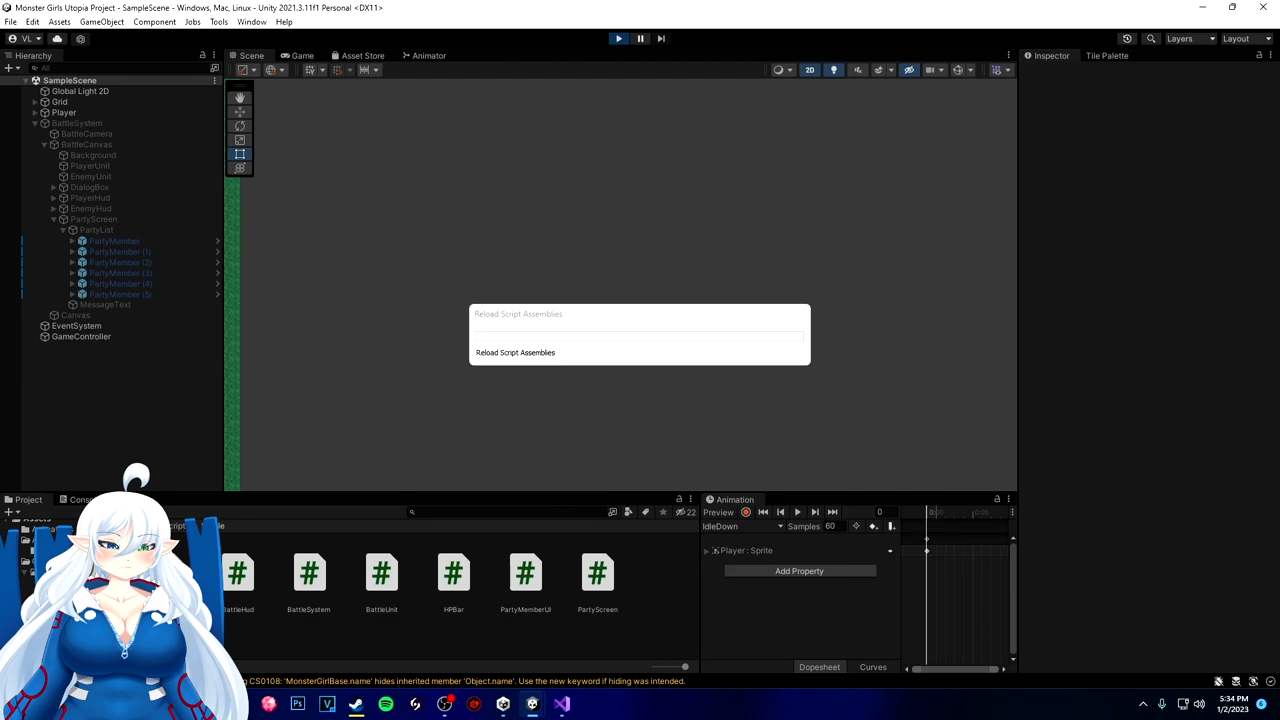 Monster Girls Utopia Project - SampleScene - Windows, Mac, Linux - Unity 2021.3.11f1 Personal <DX11>
File Edit Assets GameObject Component Jobs Tools Window Help
VL Layers Layout
Hierarchy Scene Game Asset Store Animator Inspector Tile Palette
All 2D
SampleScene
Global Light 2D
Grid
Player
BattleSystem
BattleCamera
BattleCanvas
Background
PlayerUnit
EnemyUnit
DialogBox
PlayerHud
EnemyHud
PartyScreen
PartyList
PartyMember
PartyMember (1)
PartyMember (2)
PartyMember (3)
PartyMember (4)
PartyMember (5)
MessageText
Canvas
EventSystem
GameController
Reload Script Assemblies
Reload Script Assemblies
Project
22
BattleHud BattleSystem BattleUnit HPBar PartyMemberUI PartyScreen
Animation
Preview 0 0:05
IdleDown Samples 60
Player : Sprite
Add Property
Dopesheet Curves
CS0108: 'MonsterGirlBase.name' hides inherited member 'Object.name'. Use the new keyword if hiding was intended.
5:34 PM
1/2/2023
6